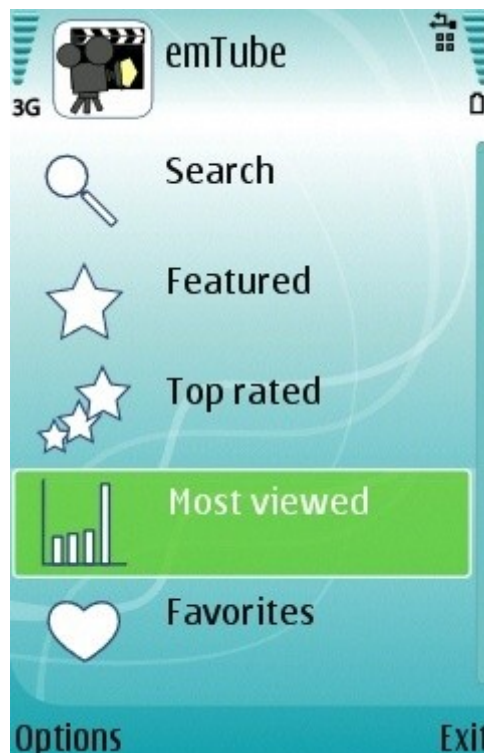 emTube
3G
Search
Featured
Top rated
Most viewed
Favorites
Options Exit